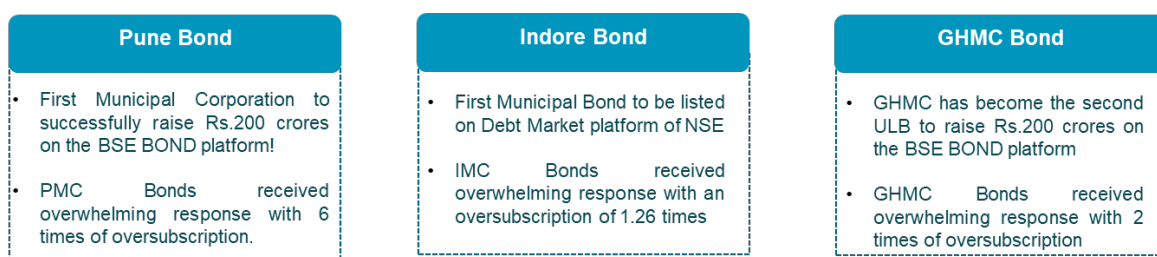 Pune Bond
• First Municipal Corporation to
successfully raise Rs.200 crores
on the BSE BOND platform!
• PMC Bonds received
overwhelming response with 6
times of oversubscription.
Indore Bond
• First Municipal Bond to be listed
on Debt Market platform of NSE
• IMC Bonds received
overwhelming response with an
oversubscription of 1.26 times
GHMC Bond
• GHMC has become the second
ULB to raise Rs.200 crores on
the BSE BOND platform
• GHMC Bonds received
overwhelming response with 2
times of oversubscription